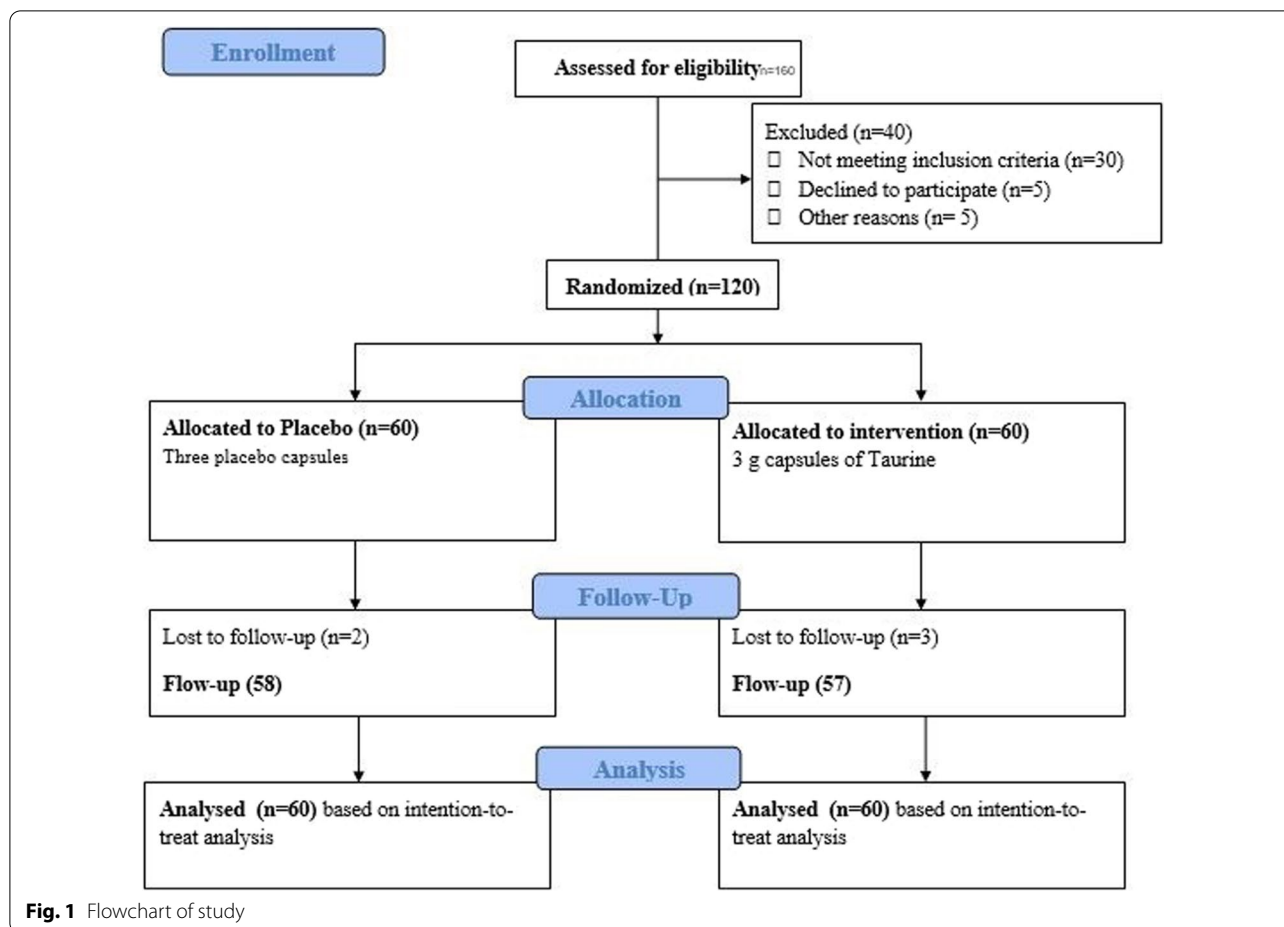 Enrollment
Assessed for eligibility n=160
Excluded (n=40)
☐ Not meeting inclusion criteria (n=30)
☐ Declined to participate (n=5)
☐ Other reasons (n= 5)
Randomized (n=120)
Allocation
Allocated to Placebo (n=60)
Three placebo capsules
Allocated to intervention (n=60)
3 g capsules of Taurine
Follow-Up
Lost to follow-up (n=2)
Flow-up (58)
Lost to follow-up (n=3)
Flow-up (57)
Analysis
Analysed (n=60) based on intention-to-
treat analysis
Analysed (n=60) based on intention-to-
treat analysis
Fig. 1 Flowchart of study